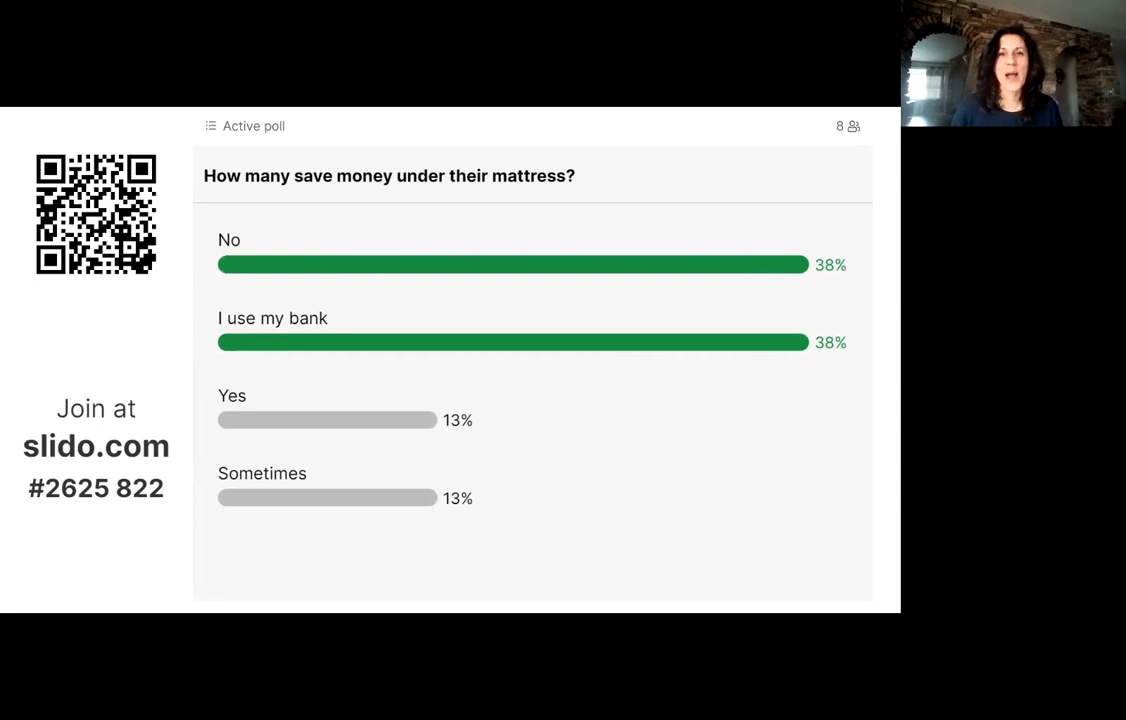 Active poll
8
How many save money under their mattress?
No
38%
I use my bank
38%
Yes
13%
Sometimes
13%
Join at
slido.com
#2625 822